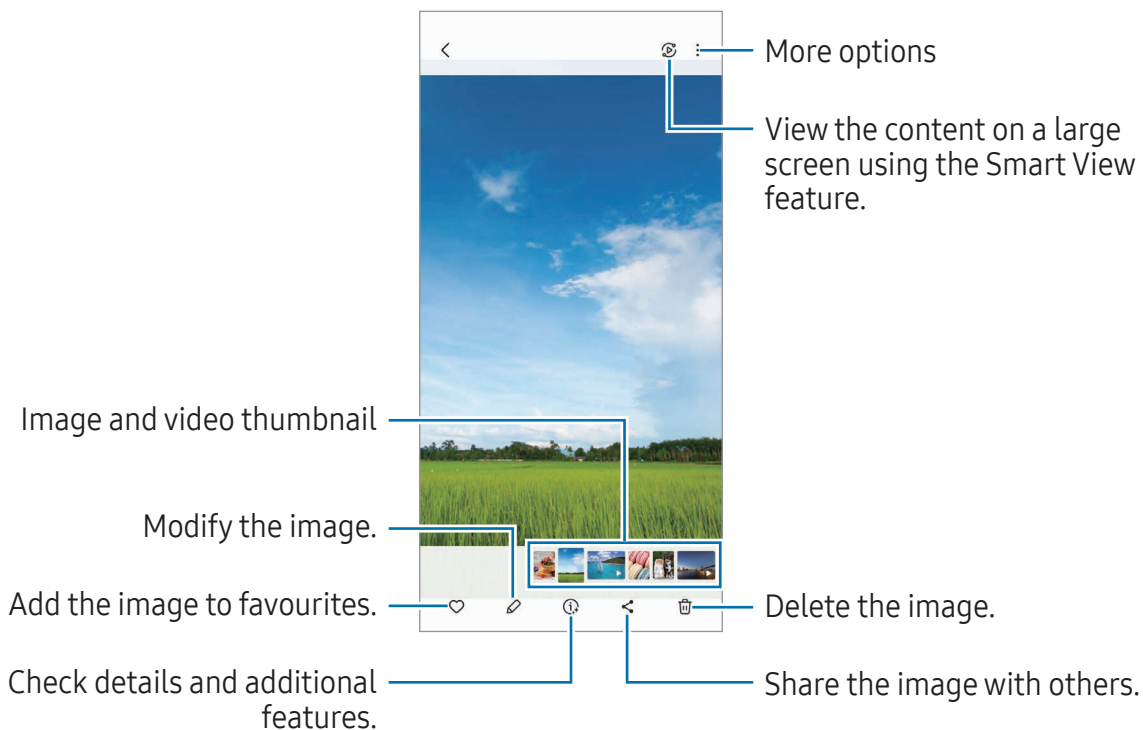 More options
View the content on a large
screen using the Smart View
feature.
Image and video thumbnail
Modify the image.
Add the image to favourites.
Delete the image.
Check details and additional
features.
Share the image with others.